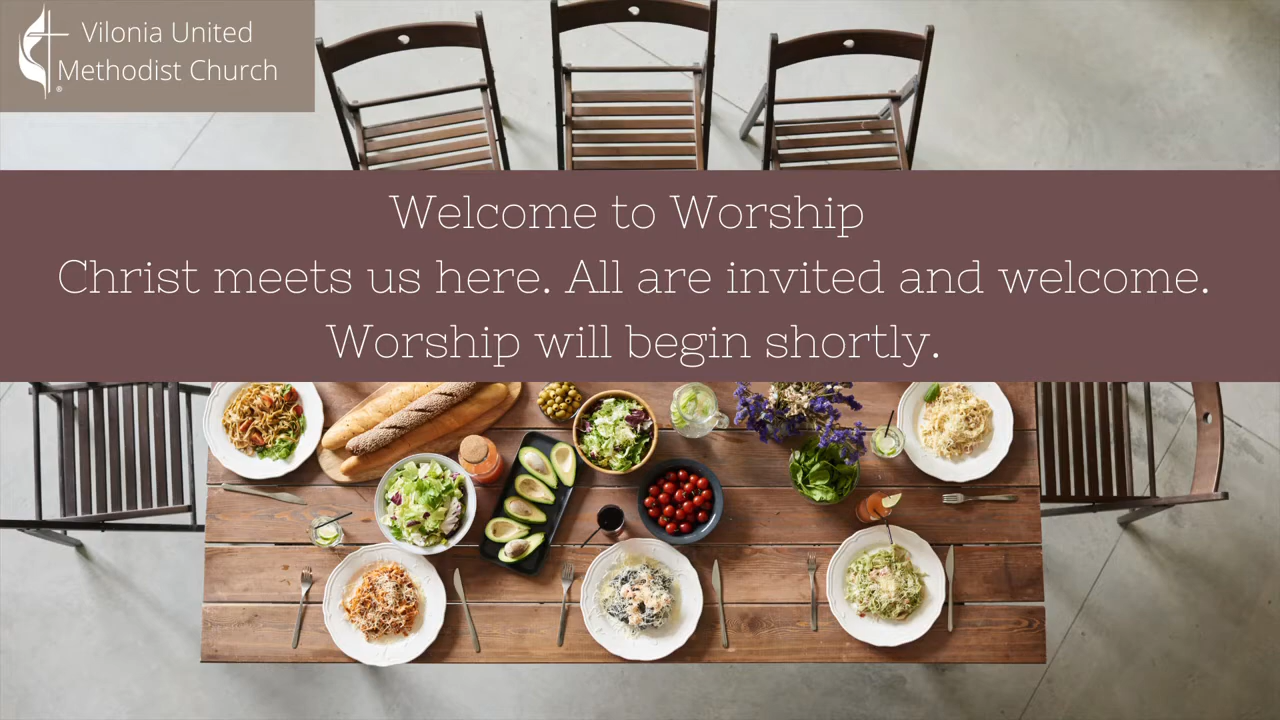 Vilonia United
Methodist Church
®
Welcome to Worship
Christ meets us here. All are invited and welcome.
Worship will begin shortly.